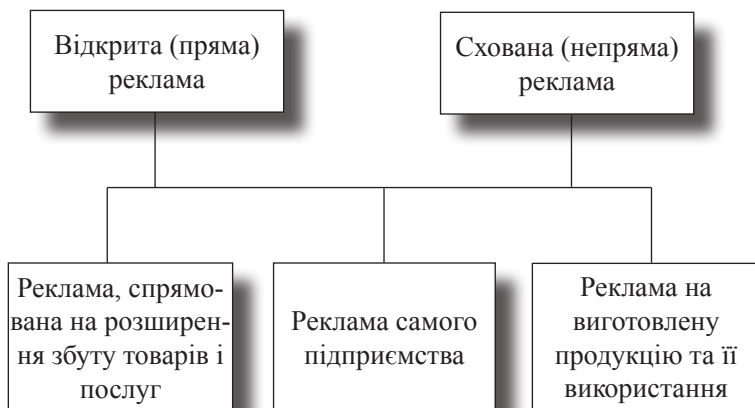 Відкрита (пряма)
реклама
Схована (непряма)
реклама
Реклама, спрямо-
вана на розширен-
ня збуту товарів і
послуг
Реклама самого
підприємства
Реклама на
виготовлену
продукцію та її
використання